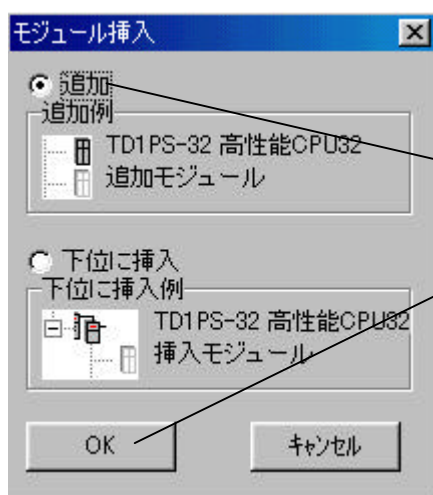 モジュール挿入
追加
追加例
TD1PS-32 高性能CPU32
追加モジュール
下位に挿入
下位に挿入例
TD1PS-32 高性能CPU32
挿入モジュール
OK
キャンセル